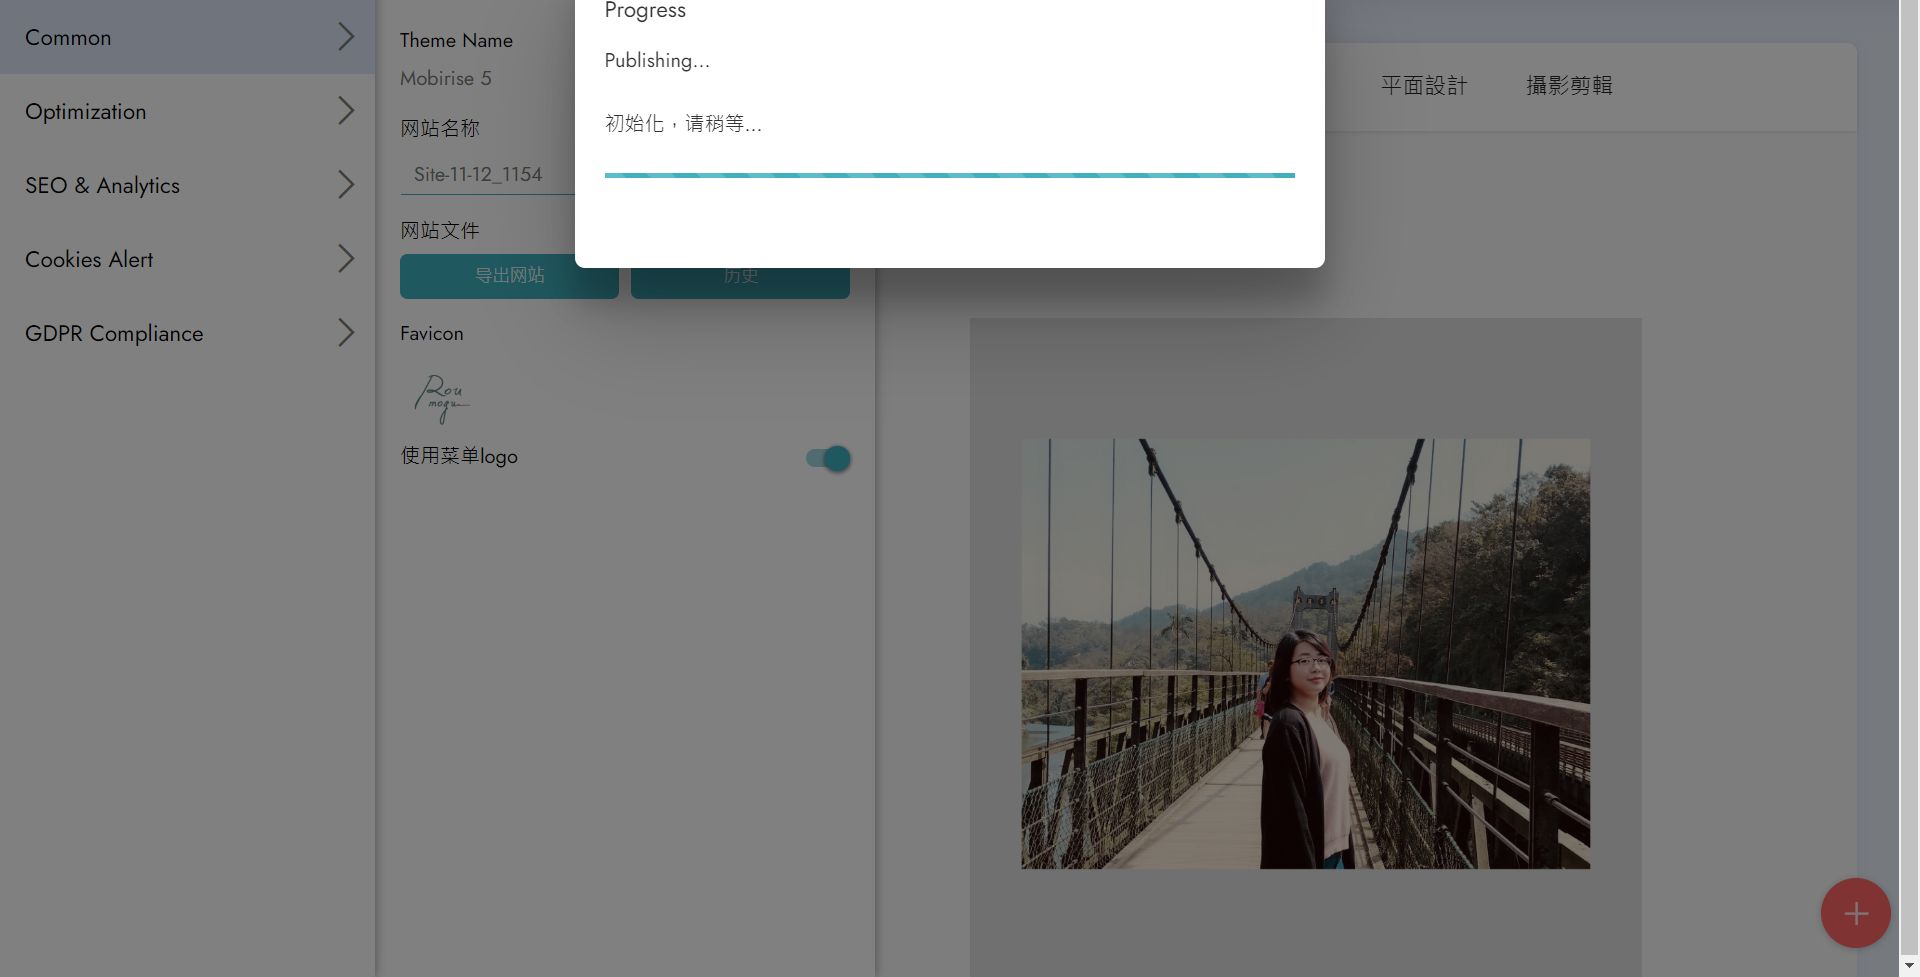 Common
Optimization
SEO & Analytics
Cookies Alert
GDPR Compliance
Theme Name
Mobirise 5
网站名称
Site-11-12_1154
网站文件
导出网站
历史
Favicon
Rou
mogu
使用菜单logo
Progress
Publishing...
初始化，请稍等...
平面設計
攝影剪輯